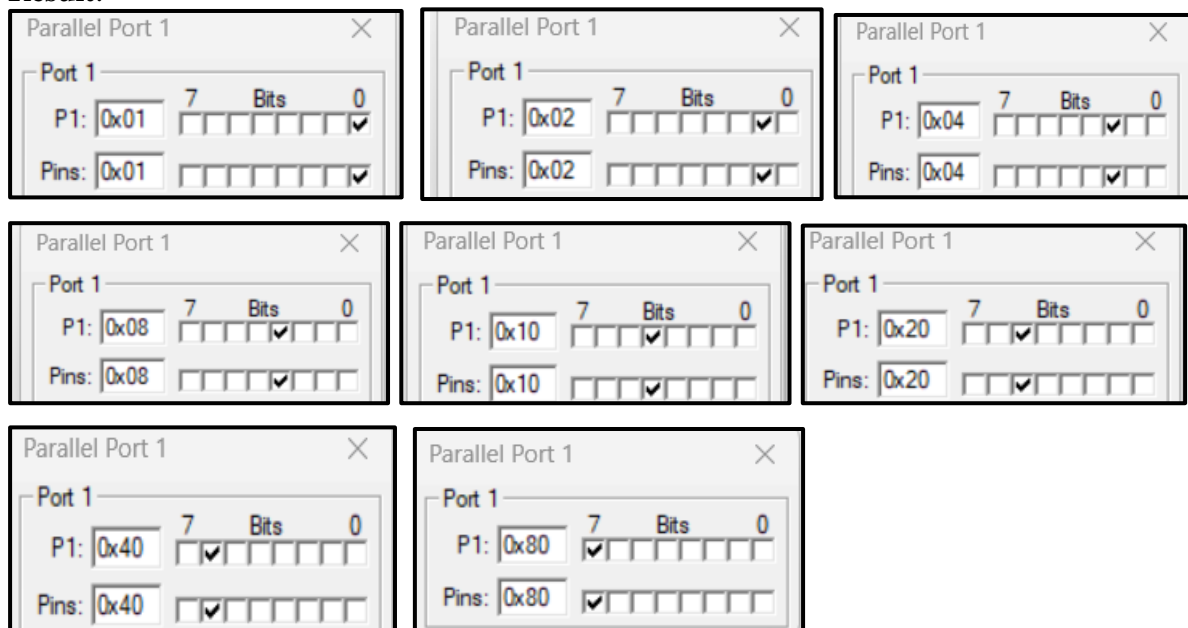 Parallel Port 1
Port 1
7 Bits 0
P1: 0x01
Pins: 0x01
Parallel Port 1
Port 1
7 Bits 0
P1: 0x02
Pins: 0x02
Parallel Port 1
Port 1
7 Bits 0
P1: 0x04
Pins: 0x04
Parallel Port 1
Port 1
7 Bits 0
P1: 0x08
Pins: 0x08
Parallel Port 1
Port 1
7 Bits 0
P1: 0x10
Pins: 0x10
Parallel Port 1
Port 1
7 Bits 0
P1: 0x20
Pins: 0x20
Parallel Port 1
Port 1
7 Bits 0
P1: 0x40
Pins: 0x40
Parallel Port 1
Port 1
7 Bits 0
P1: 0x80
Pins: 0x80